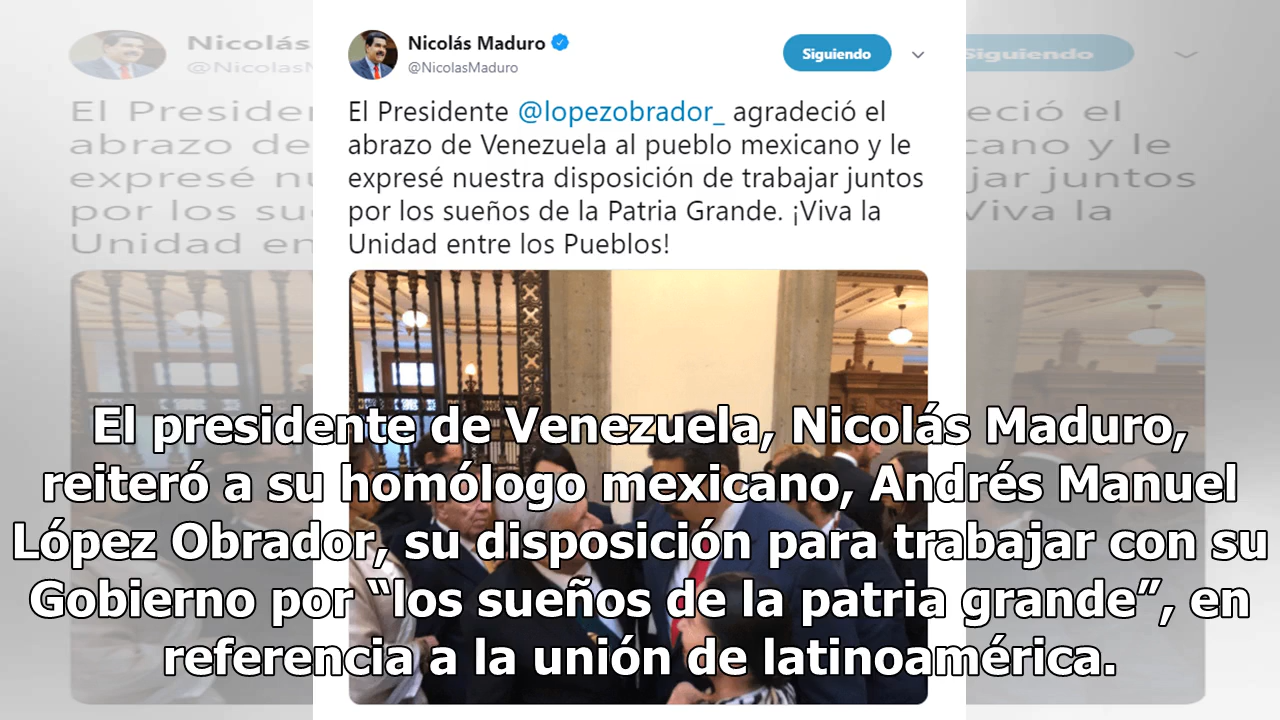 Nicolás Maduro
@NicolasMaduro
Siguiendo
El Presidente @lopezobrador_ agradeció el
abrazo de Venezuela al pueblo mexicano y le
expresé nuestra disposición de trabajar juntos
por los sueños de la Patria Grande. ¡Viva la
Unidad entre los Pueblos!
El presidente de Venezuela, Nicolás Maduro,
reiteró a su homólogo mexicano, Andrés Manuel
López Obrador, su disposición para trabajar con su
Gobierno por “los sueños de la patria grande”, en
referencia a la unión de latinoamérica.